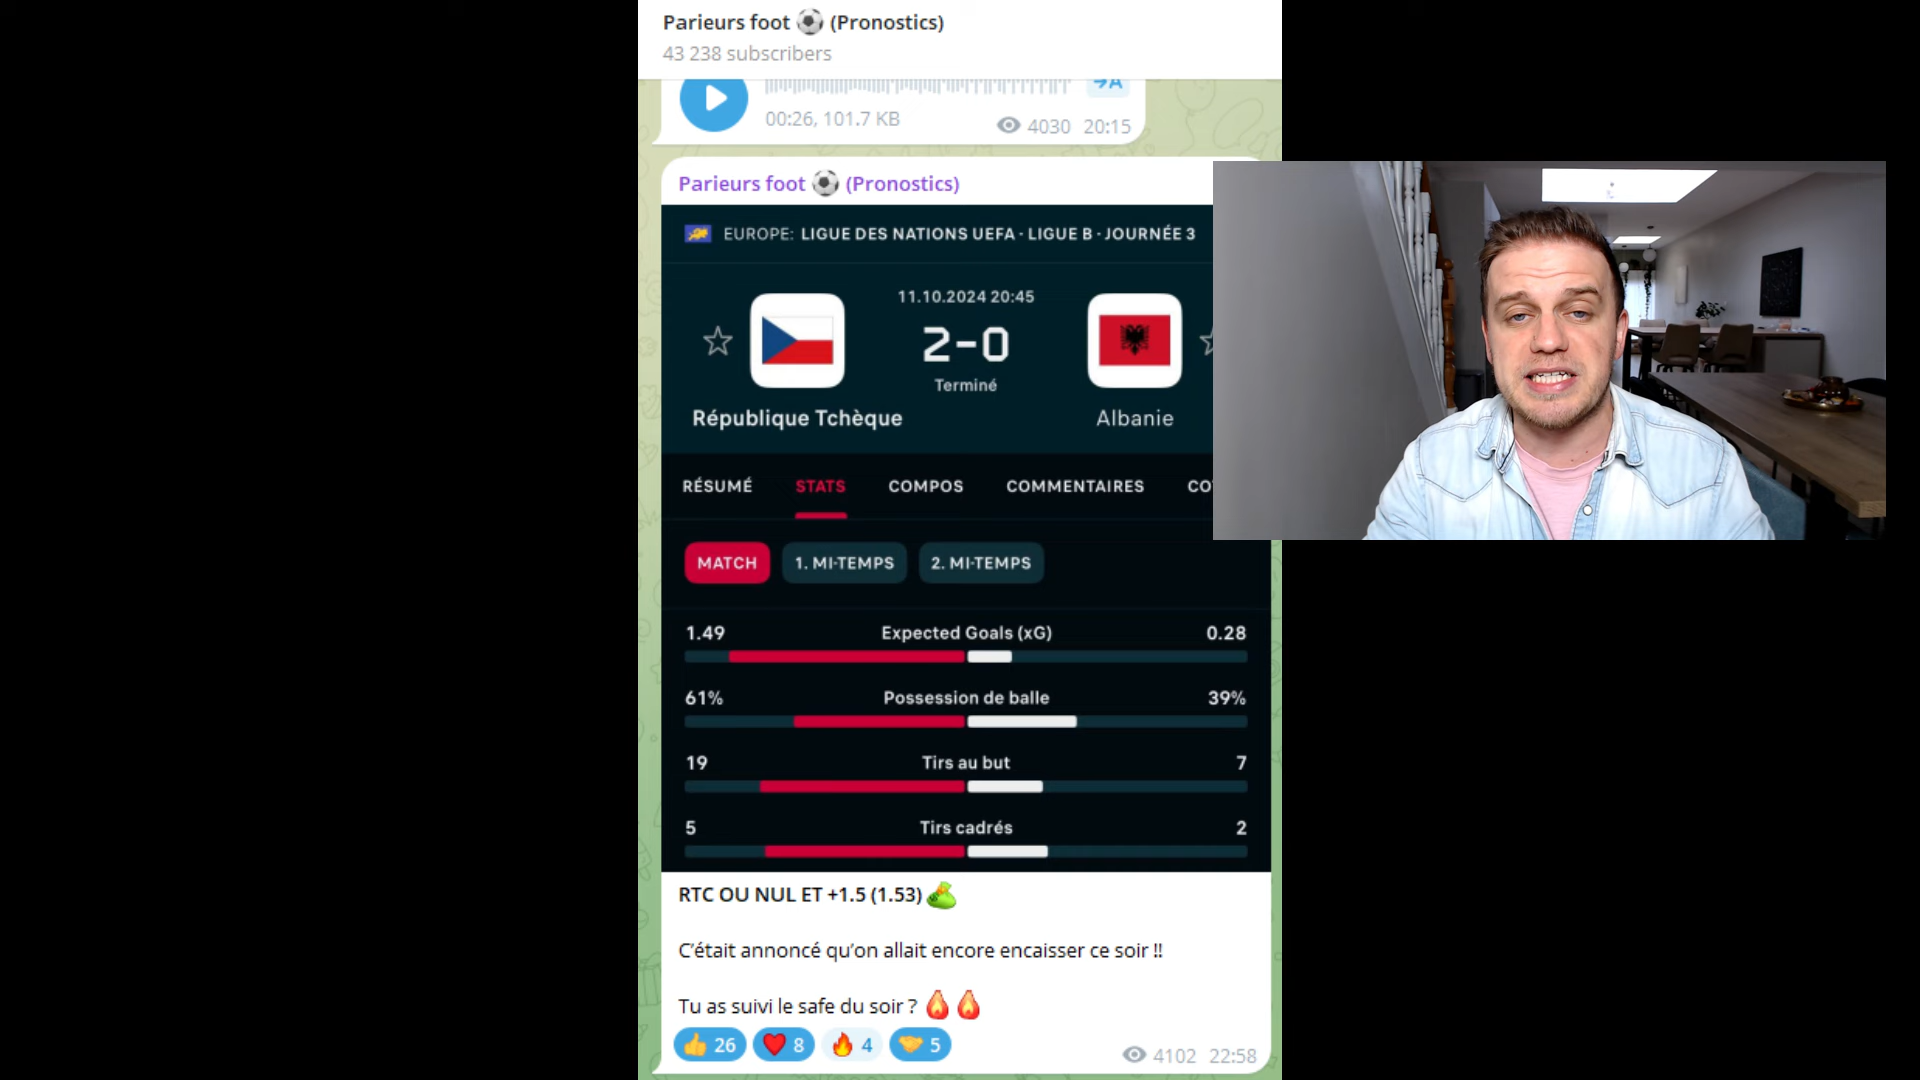 Parieurs foot ⚽ (Pronostics)
43 238 subscribers
→A
00:26, 101.7 KB
4030 20:15
Parieurs foot ⚽ (Pronostics)
EUROPE: LIGUE DES NATIONS UEFA - LIGUE B - JOURNÉE 3
11.10.2024 20:45
2-0
Terminé
République Tchèque
Albanie
RÉSUMÉ STATS COMPOS COMMENTAIRES CO
MATCH 1. MI-TEMPS 2. MI-TEMPS
1.49 Expected Goals (xG) 0.28
61% Possession de balle 39%
19 Tirs au but 7
5 Tirs cadrés 2
RTC OU NUL ET +1.5 (1.53) 💰
C'était annoncé qu'on allait encore encaisser ce soir !!
Tu as suivi le safe du soir ? 🔥🔥
👍 26 ❤️ 8 🔥 4 🤝 5
4102 22:58